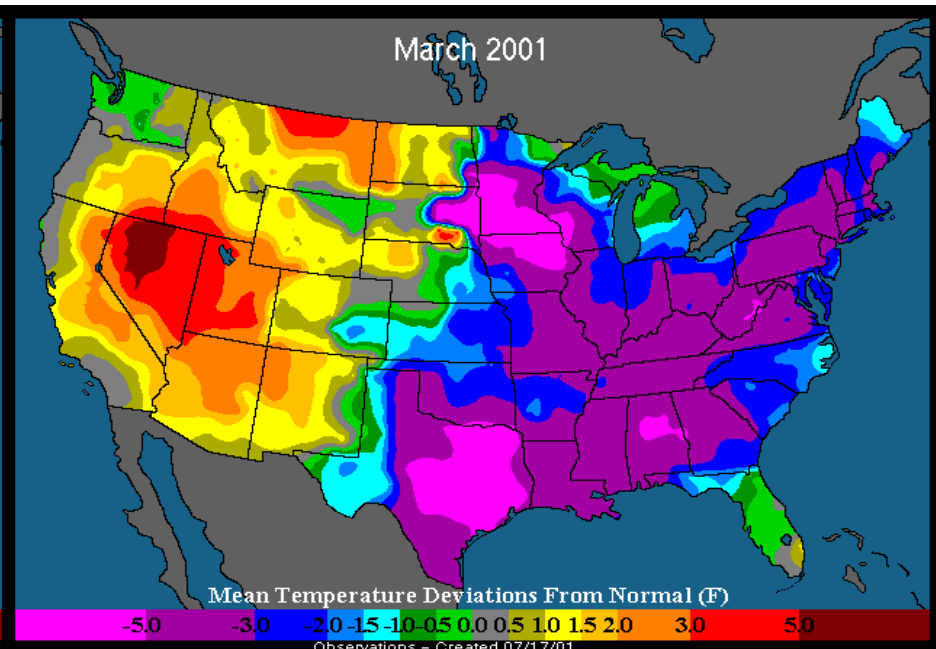 March 2001
Mean Temperature Deviations From Normal (F)
-5.0 -3.0 -2.0 -1.5 -1.0 -0.5 0.0 0.5 1.0 1.5 2.0 3.0 5.0
Observations – Created 07/17/01